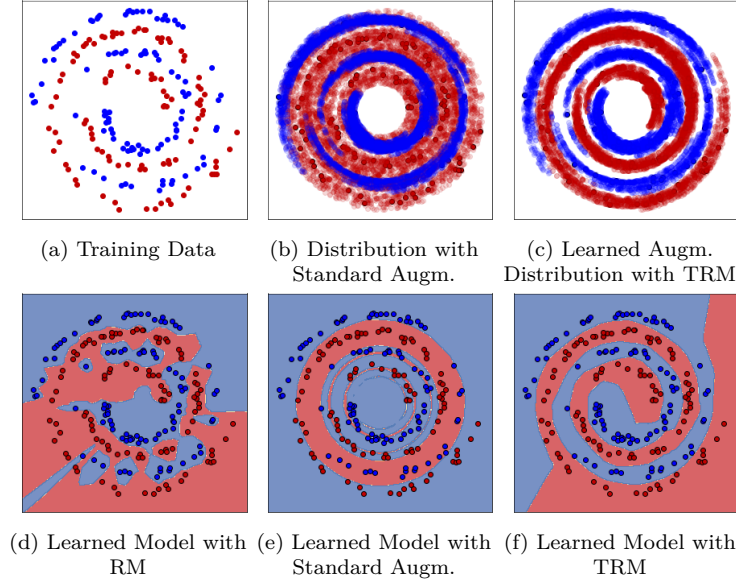 (a) Training Data
(b) Distribution with
Standard Augm.
(c) Learned Augm.
Distribution with TRM
(d) Learned Model with
RM
(e) Learned Model with
Standard Augm.
(f) Learned Model with
TRM